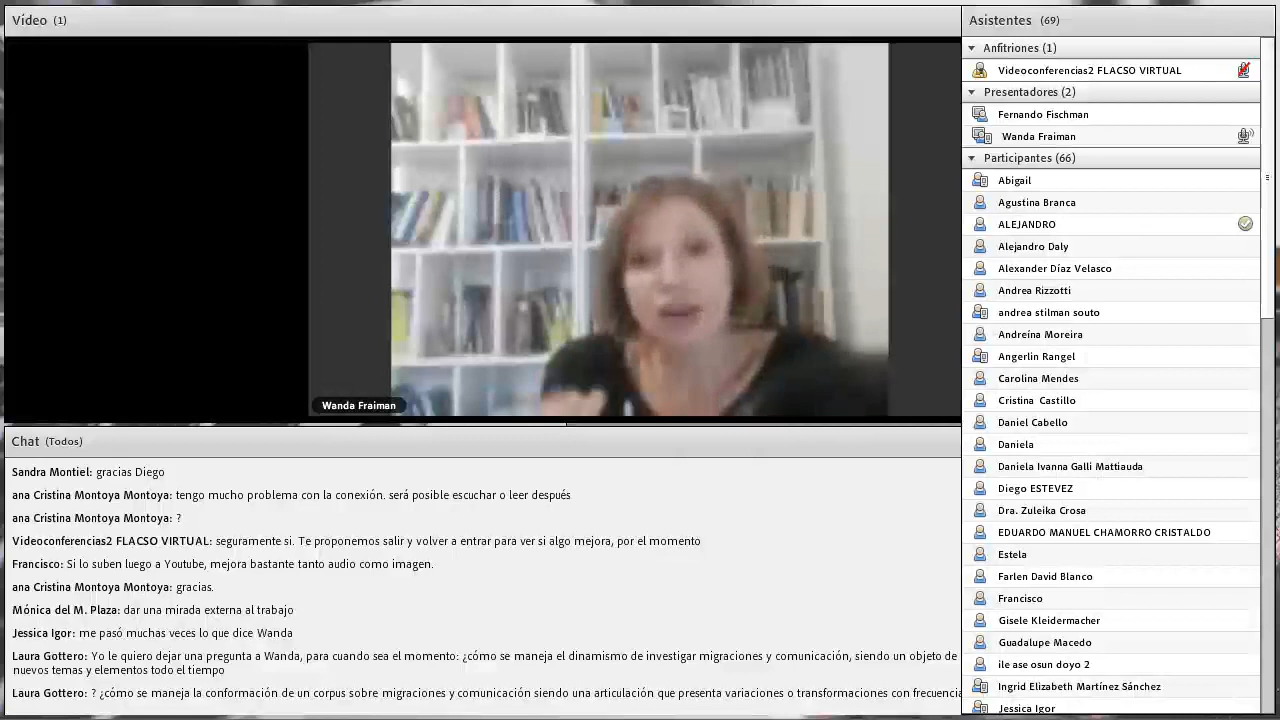 Vídeo (1)
Wanda Fraiman
Chat (Todos)
Sandra Montiel: gracias Diego
ana Cristina Montoya Montoya: tengo mucho problema con la conexión. será posible escuchar o leer después
ana Cristina Montoya Montoya: ?
Videoconferencias2 FLACSO VIRTUAL: seguramente si. Te proponemos salir y volver a entrar para ver si algo mejora, por el momento
Francisco: Si lo suben luego a Youtube, mejora bastante tanto audio como imagen.
ana Cristina Montoya Montoya: gracias.
Mónica del M. Plaza: dar una mirada externa al trabajo
Jessica Igor: me pasó muchas veces lo que dice Wanda
Laura Gottero: Yo le quiero dejar una pregunta a Wanda, para cuando sea el momento: ¿cómo se maneja el dinamismo de investigar migraciones y comunicación, siendo un objeto de
nuevos temas y elementos todo el tiempo
Laura Gottero: ? ¿cómo se maneja la conformación de un corpus sobre migraciones y comunicación siendo una articulación que presenta variaciones o transformaciones con frecuencia
Asistentes (69)
Anfitriones (1)
Videoconferencias2 FLACSO VIRTUAL
Presentadores (2)
Fernando Fischman
Wanda Fraiman
Participantes (66)
Abigail
Agustina Branca
ALEJANDRO
Alejandro Daly
Alexander Díaz Velasco
Andrea Rizzotti
andrea stilman souto
Andreína Moreira
Angerlin Rangel
Carolina Mendes
Cristina Castillo
Daniel Cabello
Daniela
Daniela Ivanna Galli Mattiauda
Diego ESTEVEZ
Dra. Zuleika Crosa
EDUARDO MANUEL CHAMORRO CRISTALDO
Estela
Farlen David Blanco
Francisco
Gisele Kleidermacher
Guadalupe Macedo
ile ase osun doyo 2
Ingrid Elizabeth Martínez Sánchez
Jessica Igor